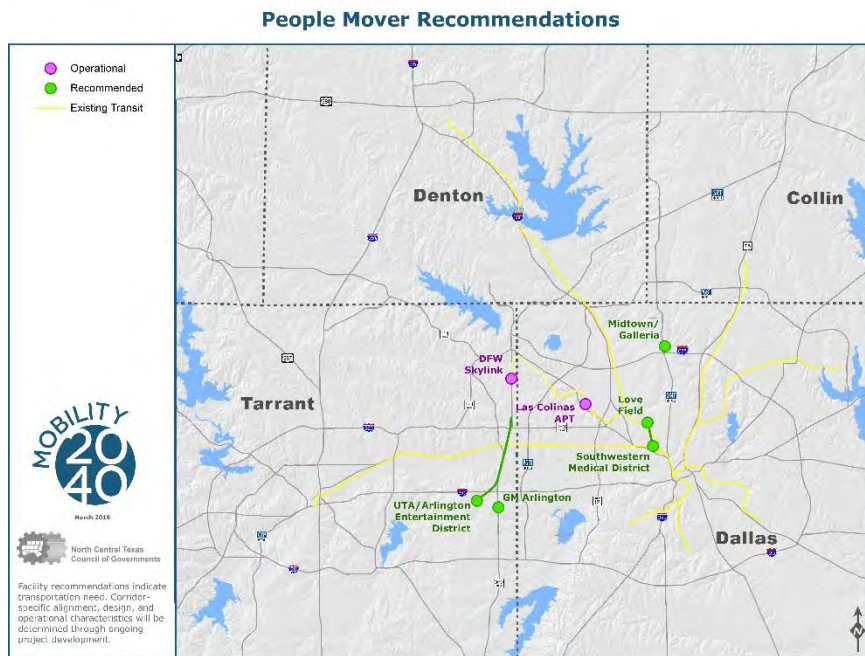 People Mover Recommendations
Operational
Recommended
Existing Transit
Denton
Collin
Midtown/
Galleria
DFW
Skylink
Tarrant
Las Colinas
APT
Love
Field
Southwestern
Medical District
UTA/Arlington
Entertainment
District
GM Arlington
Dallas
MOBILITY
20
40
March 2016
North Central Texas
Council of Governments
Facility recommendations indicate
transportation need. Corridor-
specific alignment, design, and
operational characteristics will be
determined through ongoing
project development.
N